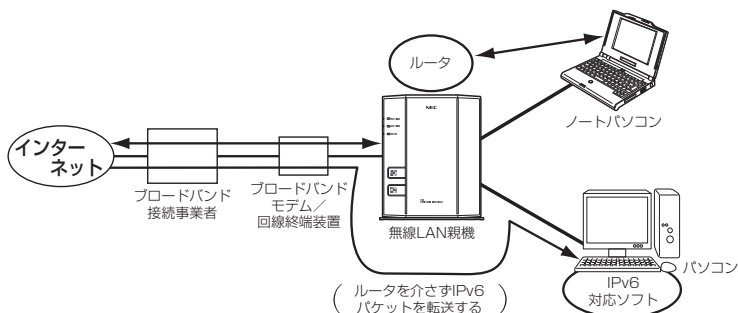 ルータ
NEC
ノートパソコン
インター
ネット
ブロードバンド
接続事業者
ブロードバンド
モデム／
回線終端装置
無線LAN親機
パソコン
IPv6
対応ソフト
ルータを介さずIPv6
パケットを転送する